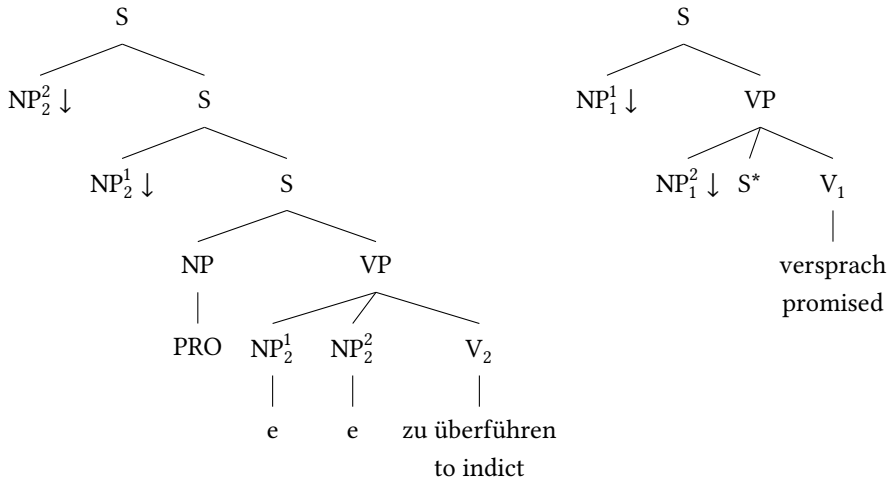 S S
NP²₂ ↓ S NP¹₁ ↓ VP
NP¹₂ ↓ S NP²₁ ↓ S* V₁
NP VP versprach
promised
PRO NP¹₂ NP²₂ V₂
e e zu überführen
to indict